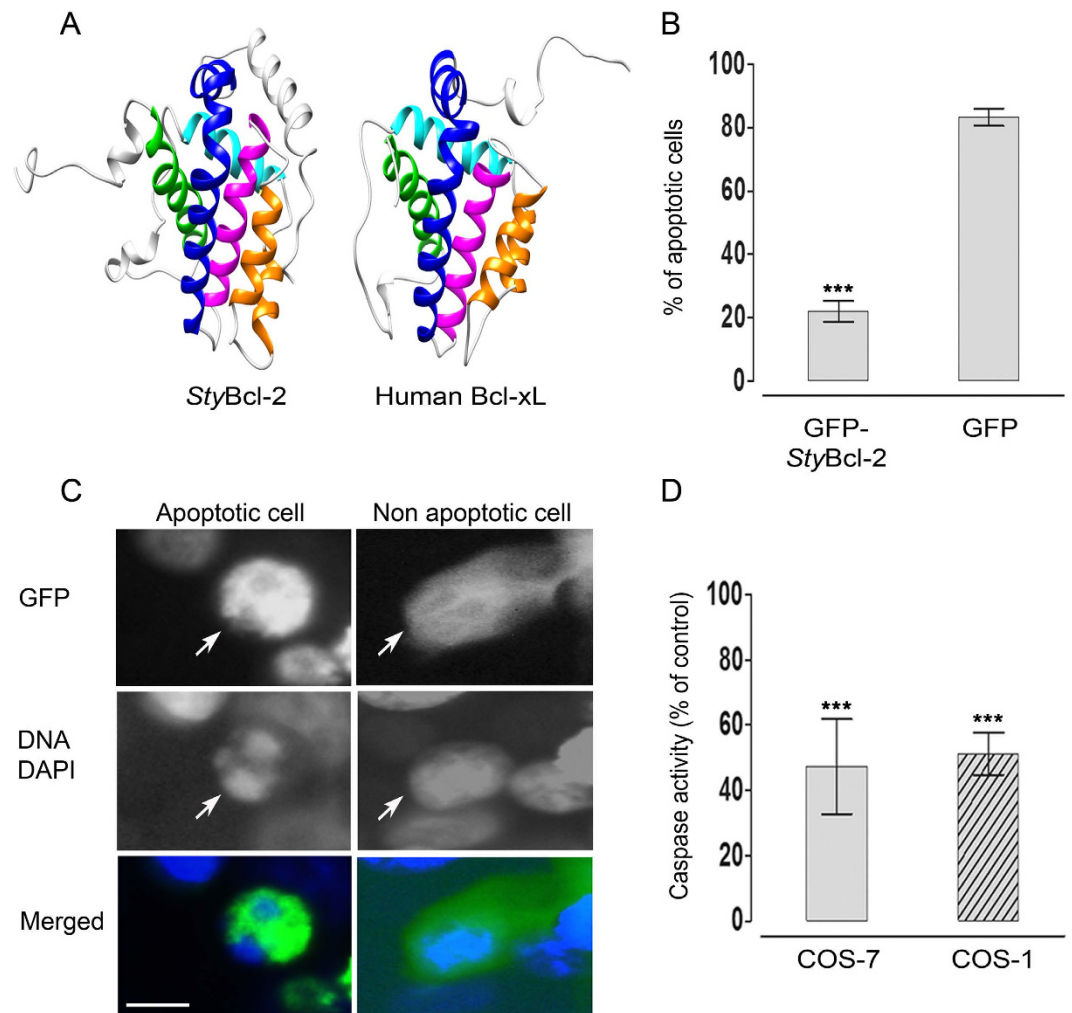 A
StyBcl-2
Human Bcl-xL
B
% of apoptotic cells
100
80
60
40
20
0
***
GFP-
StyBcl-2
GFP
C
Apoptotic cell
Non apoptotic cell
GFP
DNA
DAPI
Merged
D
Caspase activity (% of control)
100
80
60
40
20
0
***
***
COS-7
COS-1